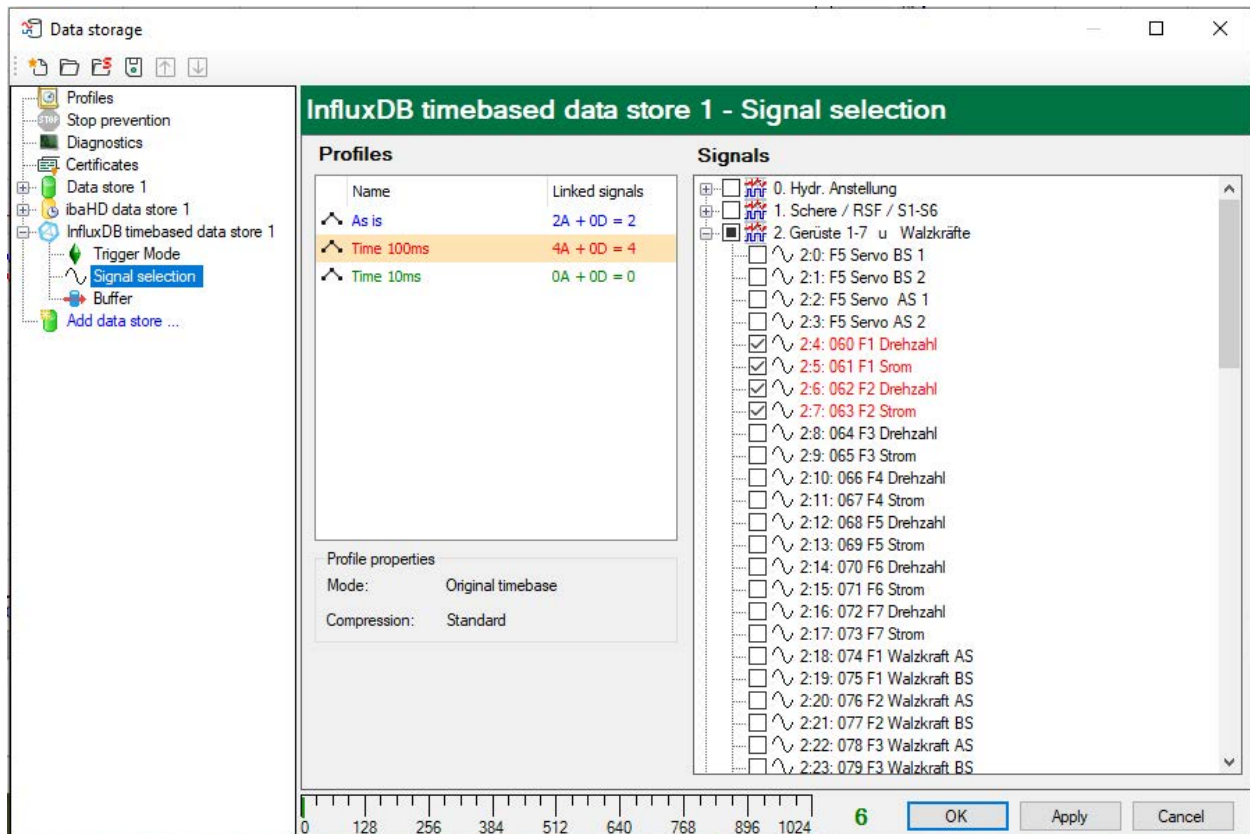 Data storage
Profiles
Stop prevention
STOP
Diagnostics
Certificates
Data store 1
ibaHD data store 1
InfluxDB timebased data store 1
Trigger Mode
Signal selection
Buffer
Add data store ...
InfluxDB timebased data store 1 - Signal selection
Profiles
Name Linked signals
As is 2A + 0D = 2
Time 100ms 4A + 0D = 4
Time 10ms 0A + 0D = 0
Profile properties
Mode: Original timebase
Compression: Standard
Signals
0. Hydr. Anstellung
1. Schere / RSF / S1-S6
2. Gerüste 1-7 u Walzkräfte
2:0: F5 Servo BS 1
2:1: F5 Servo BS 2
2:2: F5 Servo AS 1
2:3: F5 Servo AS 2
2:4: 060 F1 Drehzahl
2:5: 061 F1 Srom
2:6: 062 F2 Drehzahl
2:7: 063 F2 Strom
2:8: 064 F3 Drehzahl
2:9: 065 F3 Strom
2:10: 066 F4 Drehzahl
2:11: 067 F4 Strom
2:12: 068 F5 Drehzahl
2:13: 069 F5 Strom
2:14: 070 F6 Drehzahl
2:15: 071 F6 Strom
2:16: 072 F7 Drehzahl
2:17: 073 F7 Strom
2:18: 074 F1 Walzkraft AS
2:19: 075 F1 Walzkraft BS
2:20: 076 F2 Walzkraft AS
2:21: 077 F2 Walzkraft BS
2:22: 078 F3 Walzkraft AS
2:23: 079 F3 Walzkraft BS
0 128 256 384 512 640 768 896 1024
6
OK Apply Cancel